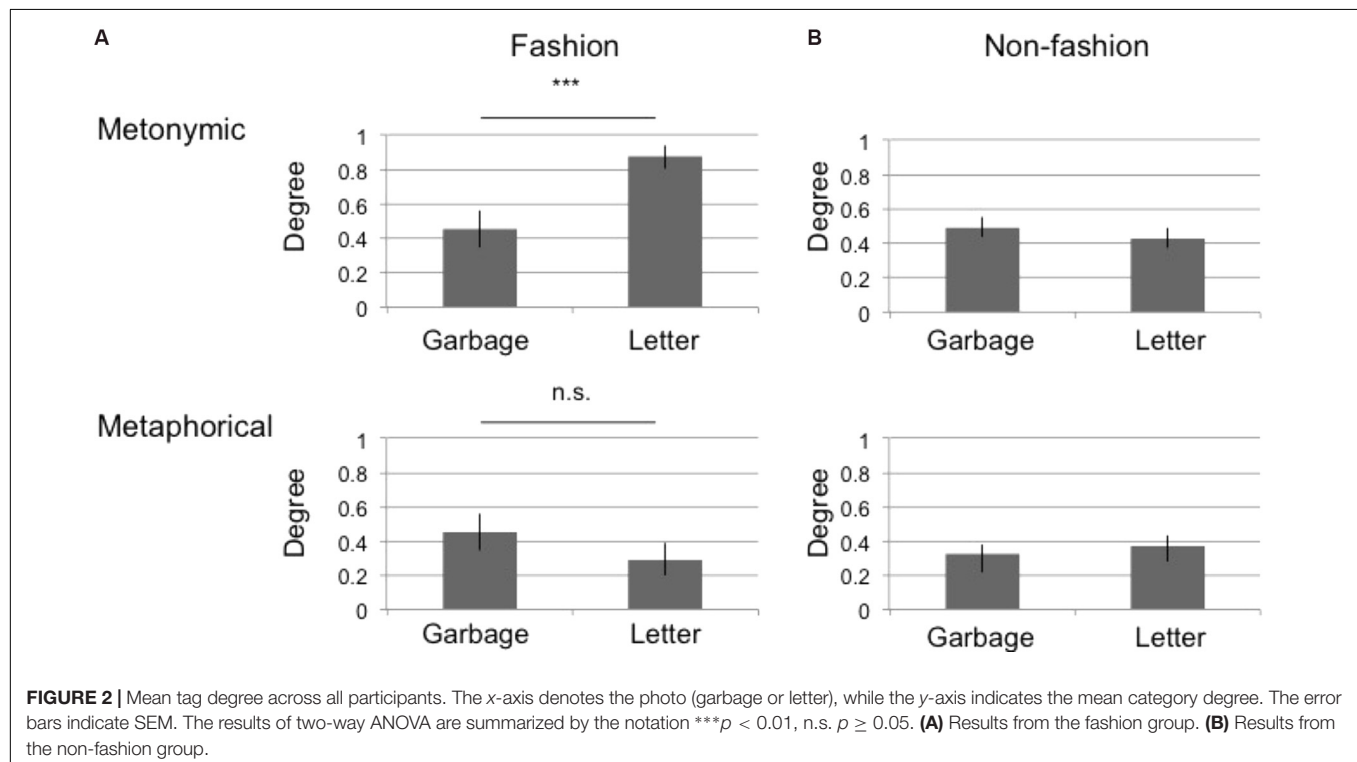 A
Fashion
B
Non-fashion
***
Metonymic
1
0.8
0.6
0.4
0.2
0
Degree
Garbage
Letter
1
0.8
0.6
0.4
0.2
0
Degree
Garbage
Letter
n.s.
Metaphorical
1
0.8
0.6
0.4
0.2
0
Degree
Garbage
Letter
1
0.8
0.6
0.4
0.2
0
Degree
Garbage
Letter
FIGURE 2 | Mean tag degree across all participants. The x-axis denotes the photo (garbage or letter), while the y-axis indicates the mean category degree. The error
bars indicate SEM. The results of two-way ANOVA are summarized by the notation ***p < 0.01, n.s. p ≥ 0.05. (A) Results from the fashion group. (B) Results from
the non-fashion group.